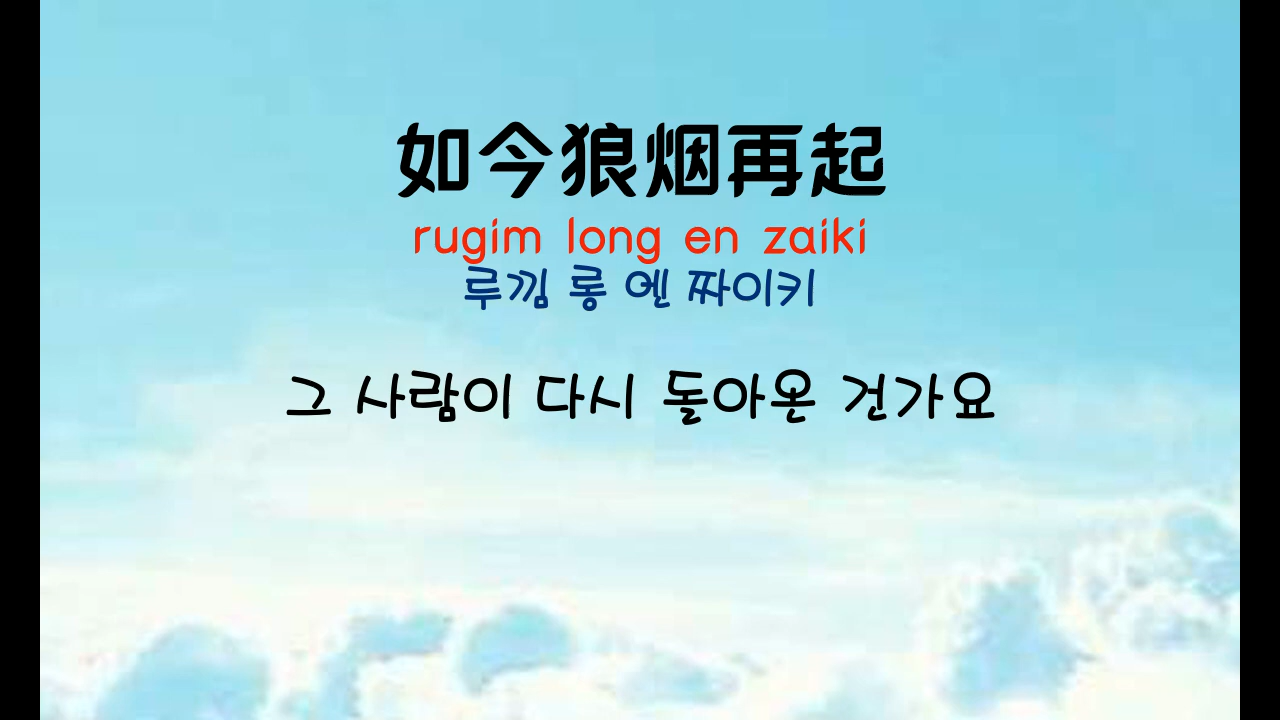 如今狼烟再起
rugim long en zaiki
루낌 롱 엔 짜이키
그 사람이 다시 돌아온 건가요